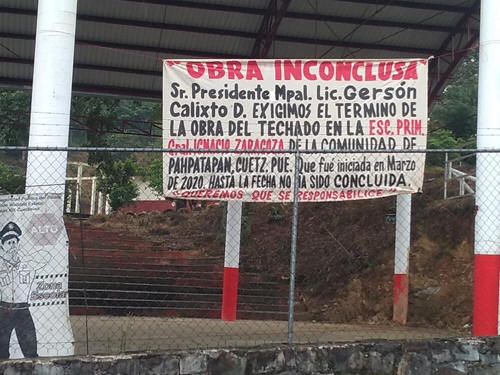 "OBRA INCONCLUSA"
Sr. Presidente Mpal. Lic. Gersón
Calixto D. EXIGIMOS EL TERMINO DE
LA OBRA DEL TECHADO EN LA ESC. PRIM.
Gral. IGNACIO ZARAGOZA DE LA COMUNIDAD DE
PAHPATAPAN, CUETZ. PUE. Que fué iniciada en Marzo
de 2020, HASTA LA FECHA NO HA SIDO CONCLUIDA.
"QUEREMOS QUE SE RESPONSABILICE"
ALTO
Zona
Escolar